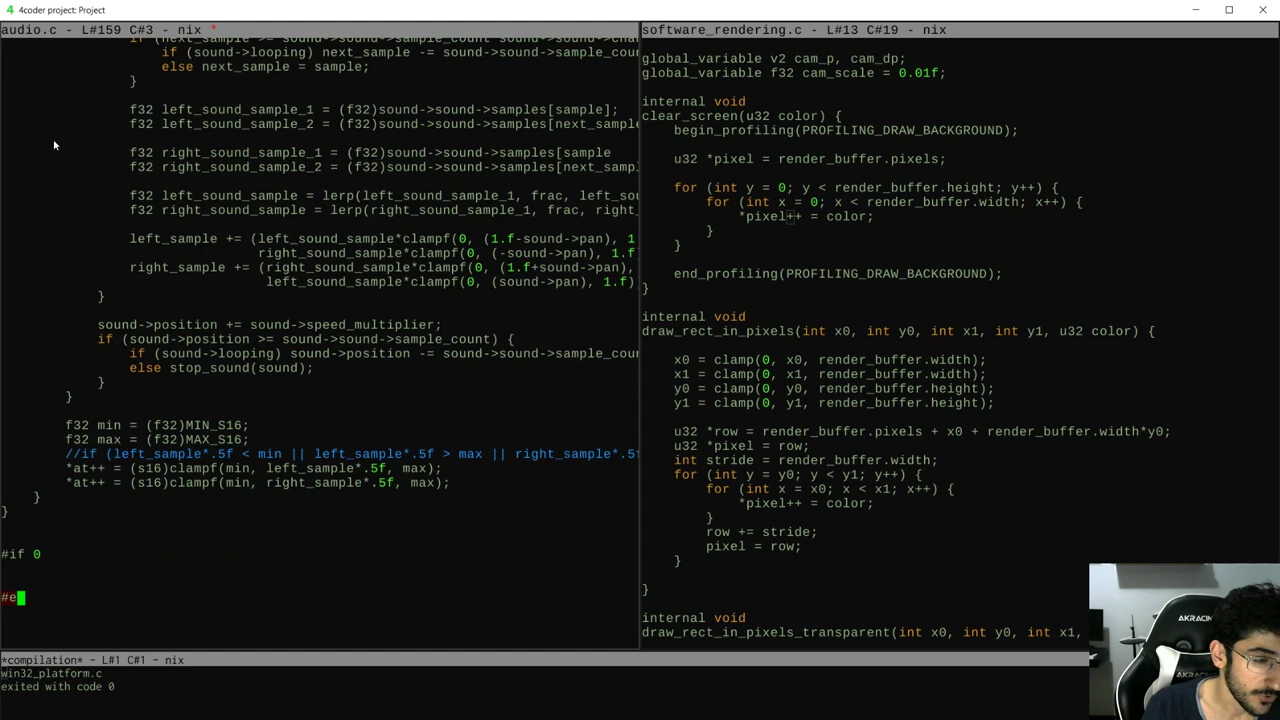 4 4coder project: Project
audio.c - L#159 C#3 - nix *
if (next_sample >= sound->sound->sample_count + sound->cha
if (sound->looping) next_sample -= sound->sound->sample_cou
else next_sample = sample;
}
f32 left_sound_sample_1 = (f32)sound->sound->samples[sample];
f32 left_sound_sample_2 = (f32)sound->sound->samples[next_sample
f32 right_sound_sample_1 = (f32)sound->sound->samples[sample
f32 right_sound_sample_2 = (f32)sound->sound->samples[next_sampl
f32 left_sound_sample = lerp(left_sound_sample_1, frac, left_sou
f32 right_sound_sample = lerp(right_sound_sample_1, frac, right_
left_sample += (left_sound_sample*clampf(0, (1.f-sound->pan), 1
right_sound_sample*clampf(0, (-sound->pan), 1.f)
right_sample += (right_sound_sample*clampf(0, (1.f+sound->pan),
left_sound_sample*clampf(0, (sound->pan), 1.f)
}
sound->position += sound->speed_multiplier;
if (sound->position >= sound->sound->sample_count) {
if (sound->looping) sound->position -= sound->sound->sample_cou
else stop_sound(sound);
}
}
f32 min = (f32)MIN_S16;
f32 max = (f32)MAX_S16;
//if (left_sample*.5f < min || left_sample*.5f > max || right_sample*.5f
*at++ = (s16)clampf(min, left_sample*.5f, max);
*at++ = (s16)clampf(min, right_sample*.5f, max);
}
}
#if 0
#e
software_rendering.c - L#13 C#19 - nix
global_variable v2 cam_p, cam_dp;
global_variable f32 cam_scale = 0.01f;
internal void
clear_screen(u32 color) {
begin_profiling(PROFILING_DRAW_BACKGROUND);
u32 *pixel = render_buffer.pixels;
for (int y = 0; y < render_buffer.height; y++) {
for (int x = 0; x < render_buffer.width; x++) {
*pixel++ = color;
}
}
end_profiling(PROFILING_DRAW_BACKGROUND);
}
internal void
draw_rect_in_pixels(int x0, int y0, int x1, int y1, u32 color) {
x0 = clamp(0, x0, render_buffer.width);
x1 = clamp(0, x1, render_buffer.width);
y0 = clamp(0, y0, render_buffer.height);
y1 = clamp(0, y1, render_buffer.height);
u32 *row = render_buffer.pixels + x0 + render_buffer.width*y0;
u32 *pixel = row;
int stride = render_buffer.width;
for (int y = y0; y < y1; y++) {
for (int x = x0; x < x1; x++) {
*pixel++ = color;
}
row += stride;
pixel = row;
}
}
internal void
draw_rect_in_pixels_transparent(int x0, int y0, int x1,
*compilation* - L#1 C#1 - nix
win32_platform.c
exited with code 0
AKRACING